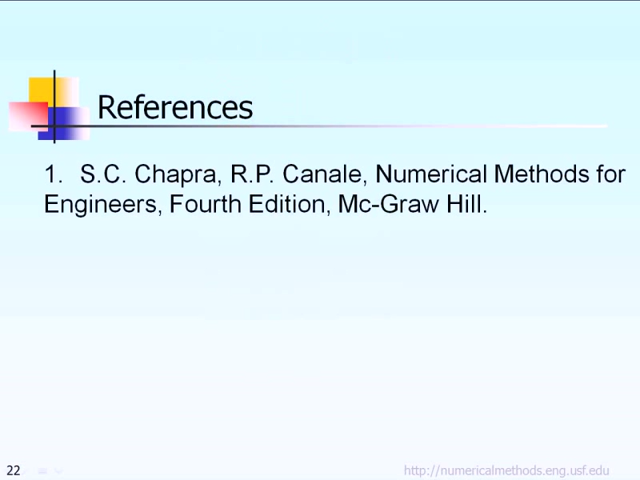 References
1. S.C. Chapra, R.P. Canale, Numerical Methods for
Engineers, Fourth Edition, Mc-Graw Hill.
22
http://numericalmethods.eng.usf.edu